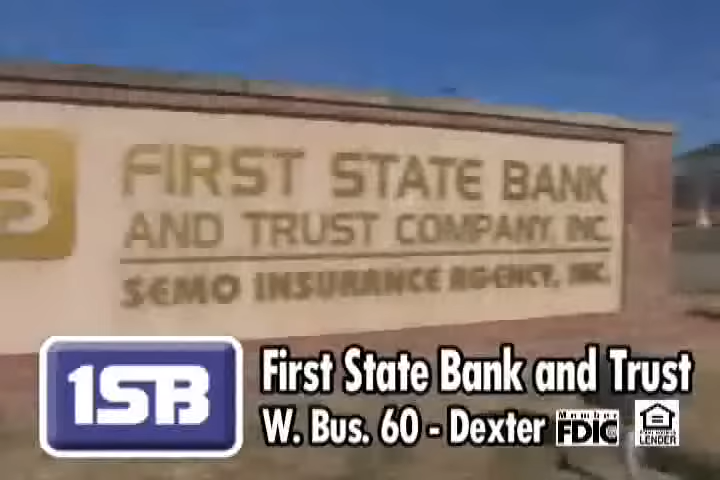 B
FIRST STATE BANK
AND TRUST COMPANY, INC.
SEMO INSURANCE AGENCY, INC.
1SB
First State Bank and Trust
W. Bus. 60 - Dexter
Member
FDIC
LENDER